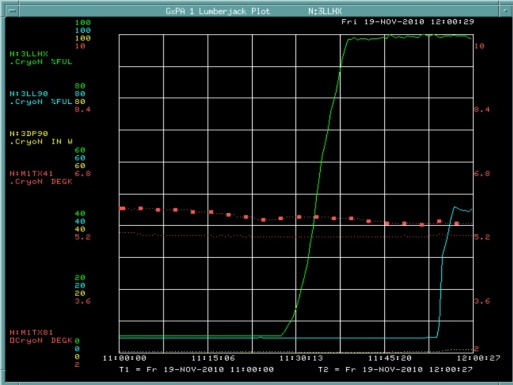 GxPA 1 Lumberjack Plot N:3LLHX
Fri 19-NOV-2010 12:00:29
100
100
100
10
10
N:3LLHX
.CryoN %FUL
N:3LL90
.CryoN %FUL
80
80
80
8.4
8.4
N:3DP90
.CryoN IN W
60
60
60
N:M1TX41
.CryoN DEGK
6.8
6.8
40
40
40
5.2
5.2
20
20
20
3.6
3.6
N:M1TX81
□CryoN DEGK
0
0
0
2
2
11:00:00 11:15:06 11:30:13 11:45:20 12:00:27
T1 = Fr 19-NOV-2010 11:00:00 T2 = Fr 19-NOV-2010 12:00:27